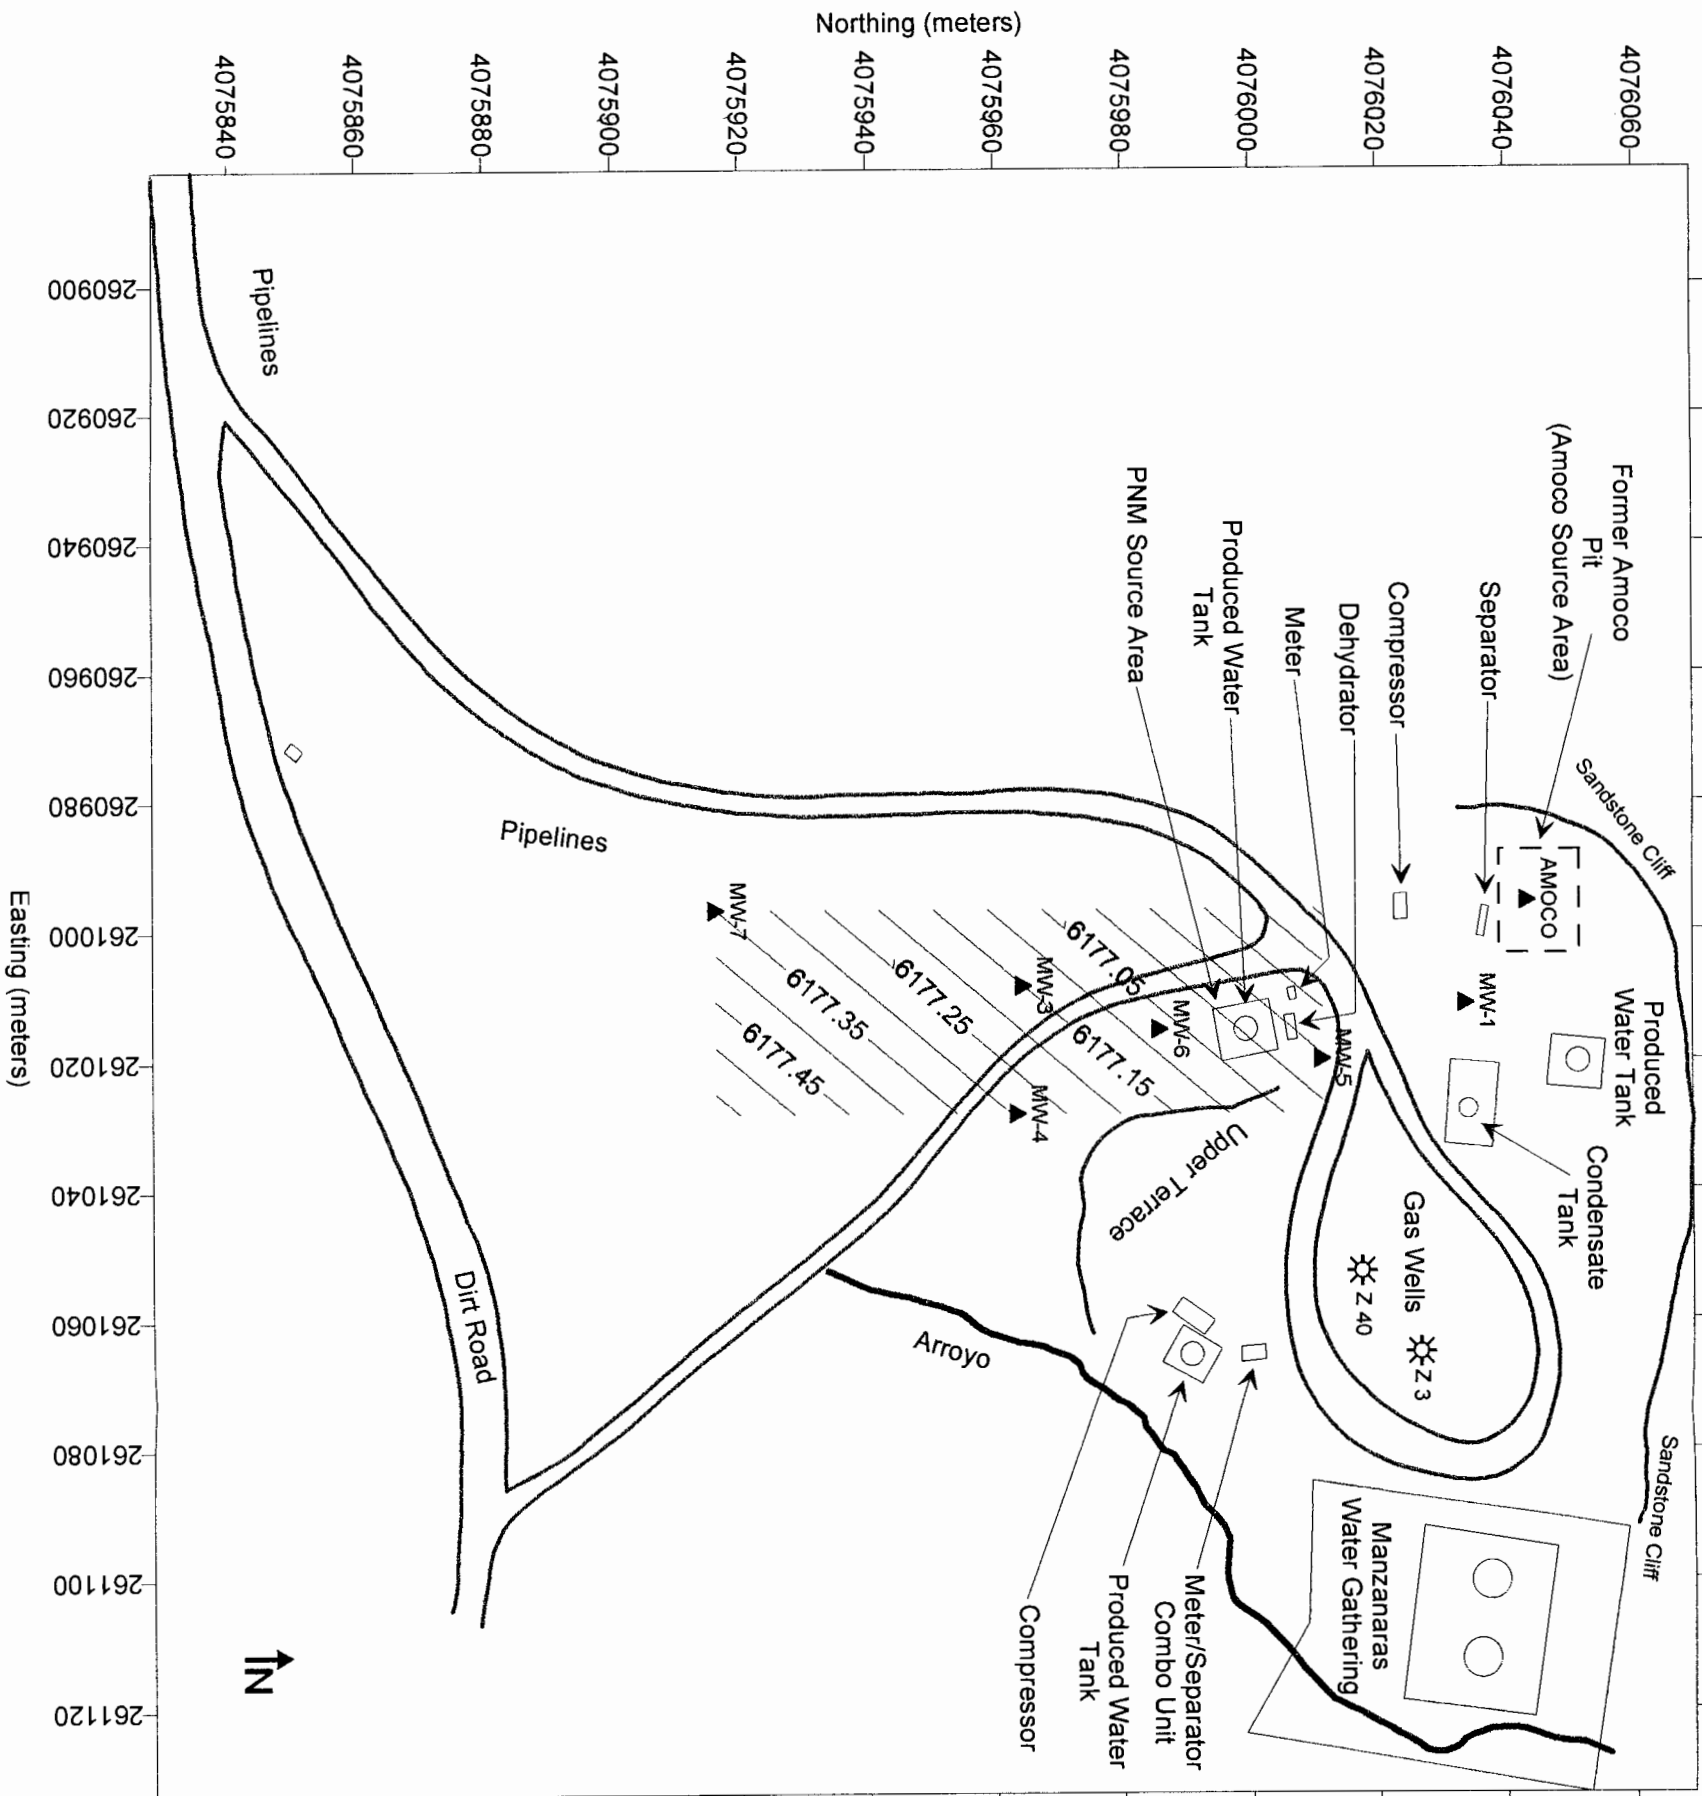 Northing (meters)
4075840
4075860
4075880
4075900
4075920
4075940
4075960
4075980
4076000
4076020
4076040
4076060
260900
260920
260940
260960
260980
261000
261020
261040
261060
261080
261100
261120
Easting (meters)
Former Amoco
Pit
(Amoco Source Area)
Separator
Compressor
Dehydrator
Meter
Produced Water
Tank
PNM Source Area
Sandstone Cliff
AMOCO
MW-1
Produced
Water Tank
Condensate
Tank
Gas Wells
Z 40
Z 3
Sandstone Cliff
Manzanaras
Water Gathering
Meter/Separator
Combo Unit
Produced Water
Tank
Compressor
Arroyo
Upper Terrace
MW-5
MW-6
MW-3
MW-4
MW-7
6177.05
6177.15
6177.25
6177.35
6177.45
Pipelines
Pipelines
Dirt Road
N